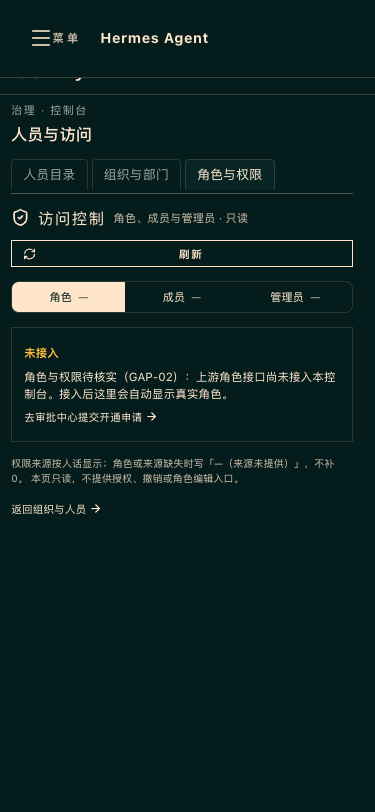 菜单
Hermes Agent
治理 · 控制台
人员与访问
人员目录
组织与部门
角色与权限
访问控制 角色、成员与管理员 · 只读
刷新
角色 —
成员 —
管理员 —
未接入
角色与权限待核实（GAP-02）：上游角色接口尚未接入本控
制台。接入后这里会自动显示真实角色。
去审批中心提交开通申请 →
权限来源按人话显示：角色或来源缺失时写「—（来源未提供）」，不补
0。本页只读，不提供授权、撤销或角色编辑入口。
返回组织与人员 →